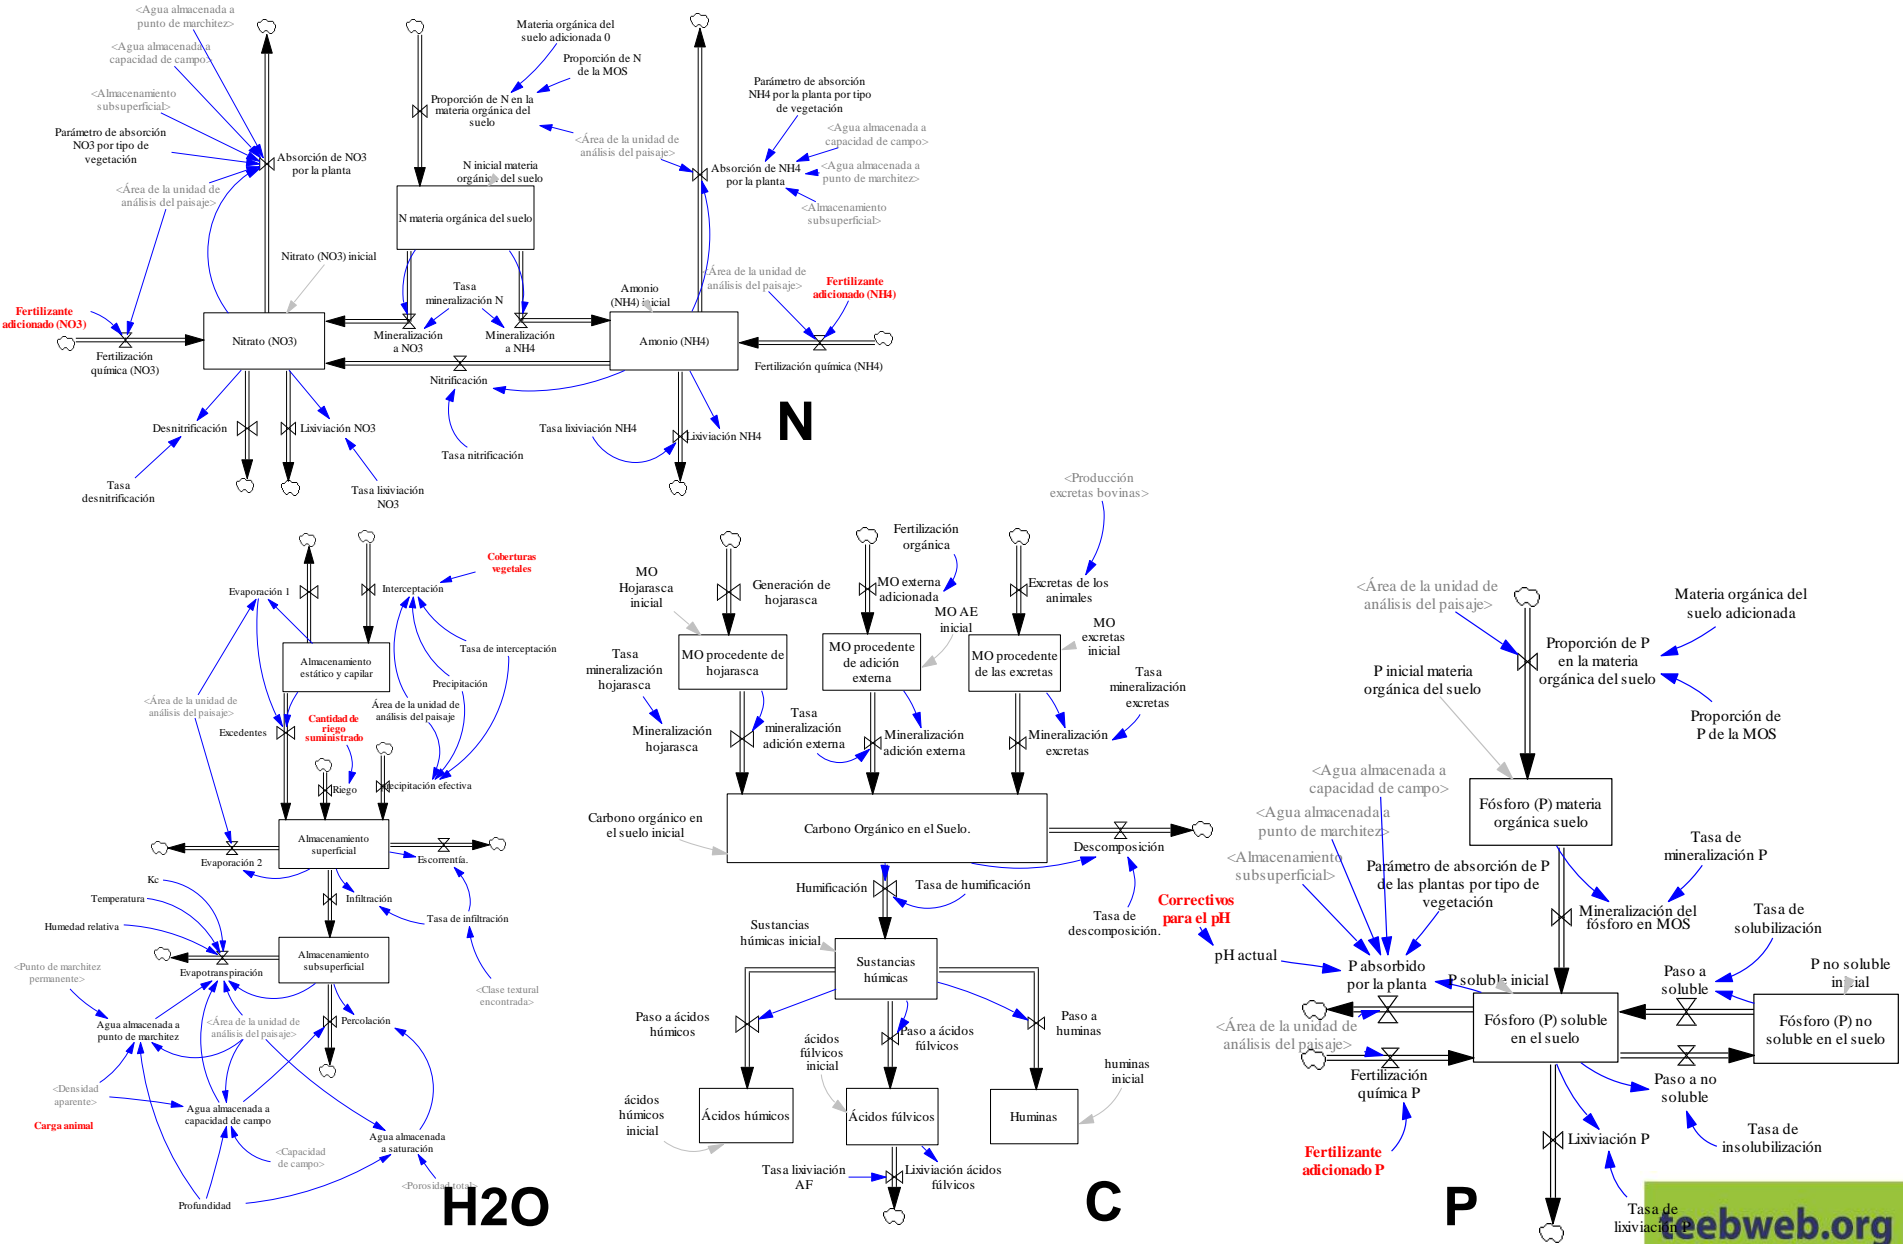 <Agua almacenada a
punto de marchitez>
<Agua almacenada a
capacidad de campo>
<Almacenamiento
subsuperficial>
Parámetro de absorción
NO3 por tipo de
vegetación
<Área de la unidad de
análisis del paisaje>
Absorción de NO3
por la planta
Materia orgánica del
suelo adicionada 0
Proporción de N
de la MOS
Proporción de N en la
materia orgánica del
suelo
<Área de la unidad de
análisis del paisaje>
N inicial materia
orgánica del suelo
N materia orgánica del suelo
Parámetro de absorción
NH4 por la planta por tipo
de vegetación
<Agua almacenada a
capacidad de campo>
<Agua almacenada a
punto de marchitez>
<Almacenamiento
subsuperficial>
Absorción de NH4
por la planta
Nitrato (NO3) inicial
Fertilizante
adicionado (NO3)
Fertilización
química (NO3)
Nitrato (NO3)
Tasa
mineralización N
Mineralización
a NO3
Mineralización
a NH4
Amonio
(NH4) inicial
Amonio (NH4)
<Área de la unidad de
análisis del paisaje>
Fertilizante
adicionado (NH4)
Fertilización química (NH4)
Nitrificación
Tasa nitrificación
Desnitrificación
Tasa
desnitrificación
Lixiviación NO3
Tasa lixiviación
NO3
Tasa lixiviación NH4
Lixiviación NH4
N
Coberturas
vegetales
Evaporación 1
Interceptación
Tasa de interceptación
Almacenamiento
estático y capilar
Precipitación
<Área de la unidad de
análisis del paisaje>
Área de la unidad de
análisis del paisaje
Excedentes
Cantidad de
riego
suministrado
Riego
Precipitación efectiva
Almacenamiento
superficial
Evaporación 2
Escorrentía.
Kc
Temperatura
Humedad relativa
Infiltración
Tasa de infiltración
Almacenamiento
subsuperficial
Evapotranspiración
<Punto de marchitez
permanente>
<Clase textural
encontrada>
Agua almacenada a
punto de marchitez
<Área de la unidad de
análisis del paisaje>
Percolación
<Densidad
aparente>
Carga animal
Agua almacenada a
capacidad de campo
Agua almacenada
a saturación
<Capacidad
de campo>
<Porosidad total>
Profundidad
H2O
<Producción
excretas bovinas>
Fertilización
orgánica
MO
Hojarasca
inicial
Generación de
hojarasca
MO externa
adicionada
Excretas de los
animales
MO AE
inicial
MO
excretas
inicial
MO procedente de
hojarasca
MO procedente
de adición
externa
MO procedente
de las excretas
Tasa
mineralización
hojarasca
Mineralización
hojarasca
Tasa
mineralización
adición externa
Mineralización
adición externa
Tasa
mineralización
excretas
Mineralización
excretas
Carbono orgánico en
el suelo inicial
Carbono Orgánico en el Suelo.
Descomposición
Tasa de
descomposición.
Humificación
Tasa de humificación
Sustancias
húmicas inicial
Sustancias
húmicas
Paso a ácidos
húmicos
Paso a ácidos
fúlvicos
Paso a
huminas
ácidos
fúlvicos
inicial
huminas
inicial
ácidos
húmicos
inicial
Ácidos húmicos
Ácidos fúlvicos
Huminas
Tasa lixiviación
AF
Lixiviación ácidos
fúlvicos
C
<Área de la unidad de
análisis del paisaje>
Materia orgánica del
suelo adicionada
Proporción de P
en la materia
orgánica del suelo
P inicial materia
orgánica del suelo
Proporción de
P de la MOS
<Agua almacenada a
capacidad de campo>
<Agua almacenada a
punto de marchitez>
<Almacenamiento
subsuperficial>
Fósforo (P) materia
orgánica suelo
Tasa de
mineralización P
Parámetro de absorción de P
de las plantas por tipo de
vegetación
Mineralización del
fósforo en MOS
Correctivos
para el pH
pH actual
P absorbido
por la planta
P soluble inicial
Tasa de
solubilización
Paso a
soluble
P no soluble
inicial
<Área de la unidad de
análisis del paisaje>
Fósforo (P) soluble
en el suelo
Fósforo (P) no
soluble en el suelo
Fertilización
química P
Paso a no
soluble
Tasa de
insolubilización
Fertilizante
adicionado P
Lixiviación P
Tasa de
lixiviación P
P
teebweb.org